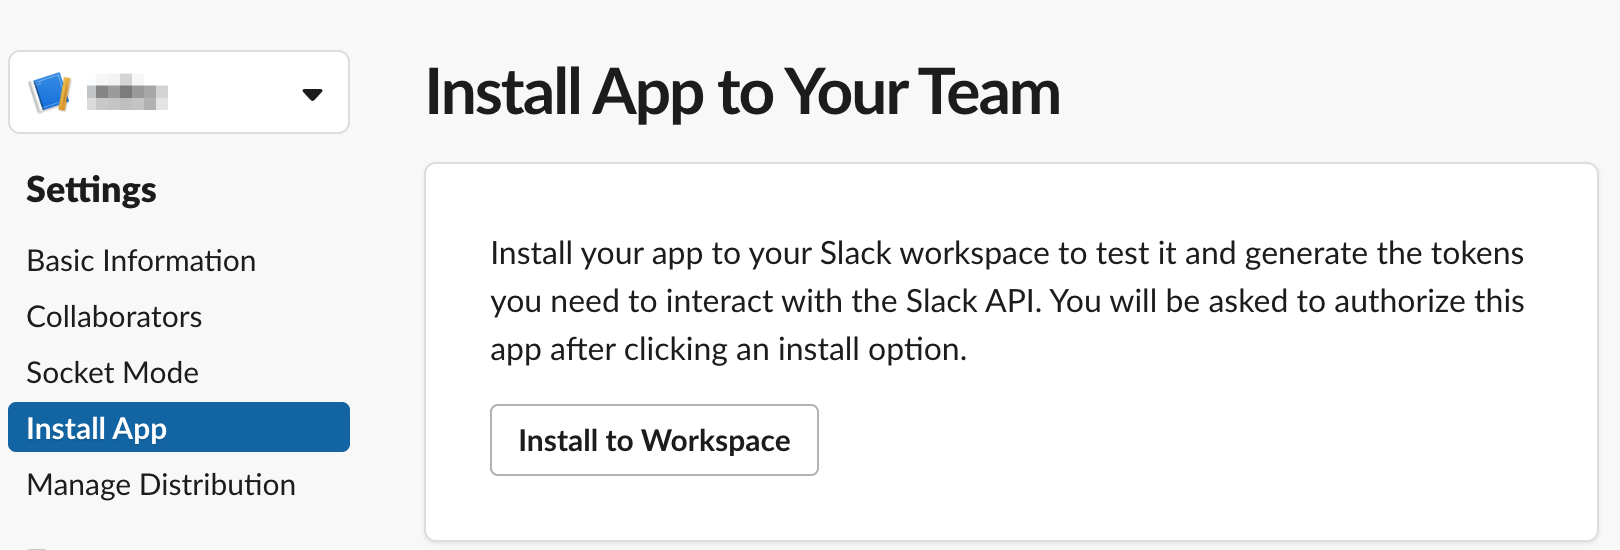 Install App to Your Team
Settings
Basic Information
Collaborators
Socket Mode
Install App
Manage Distribution
Install your app to your Slack workspace to test it and generate the tokens
you need to interact with the Slack API. You will be asked to authorize this
app after clicking an install option.
Install to Workspace